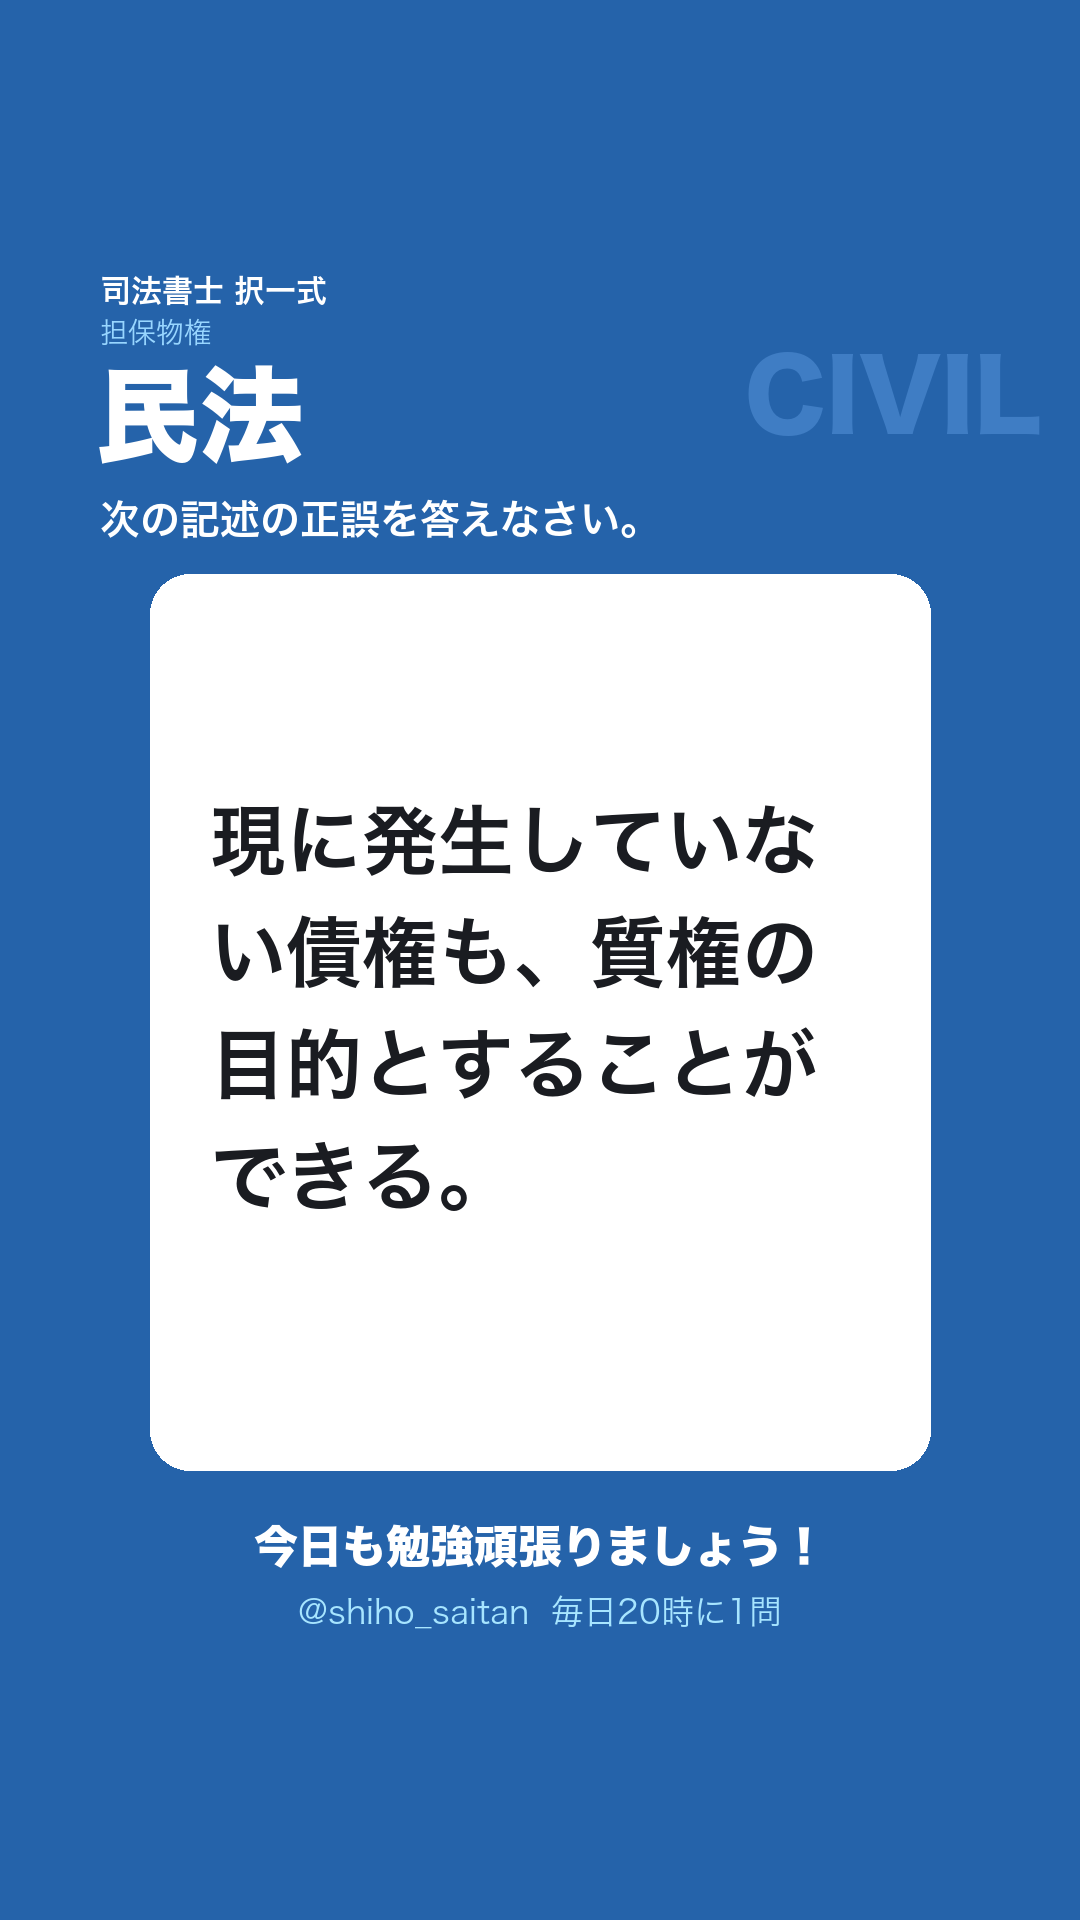 司法書士 択一式
担保物権
民法
CIVIL
次の記述の正誤を答えなさい。
現に発生していな
い債権も、質権の
目的とすることが
できる。
今日も勉強頑張りましょう！
@shiho_saitan 毎日20時に1問